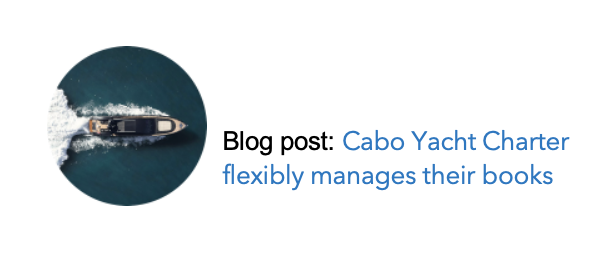 Blog post: Cabo Yacht Charter
flexibly manages their books